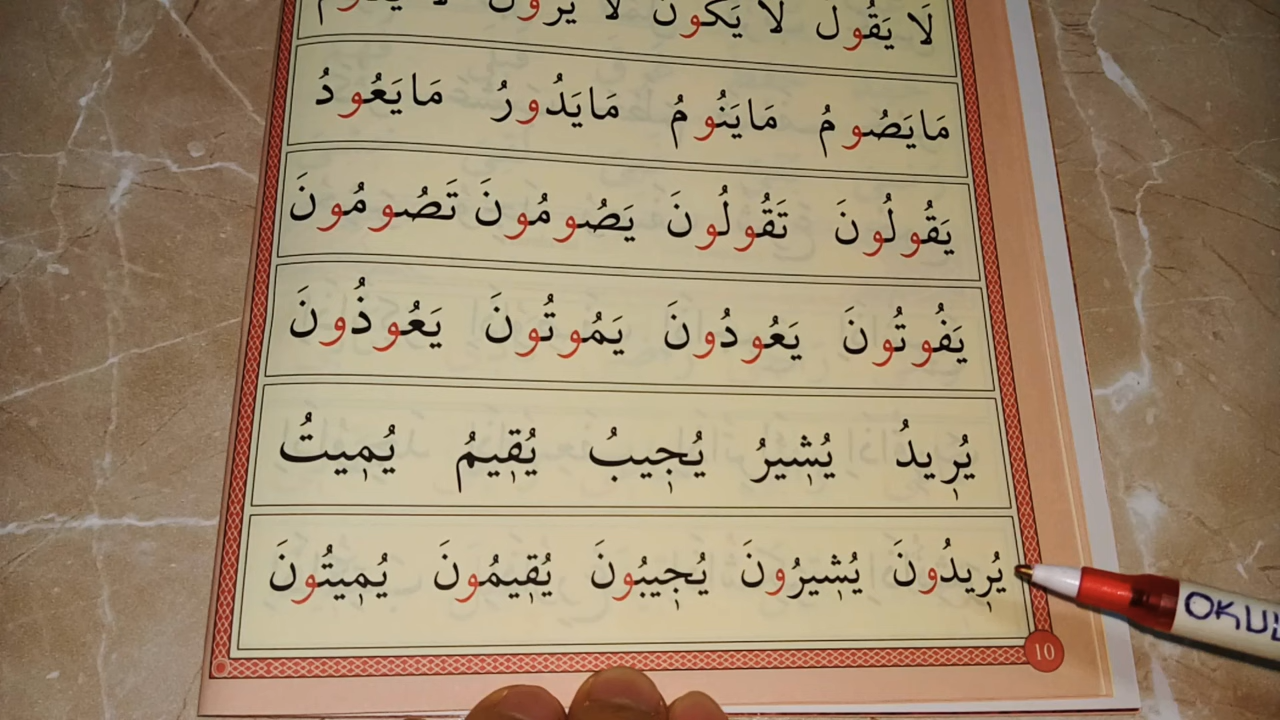 لَا يَقُول لَا يَكُونَ لَا يَرَوْنَ لَا
مَايَصُومُ مَايَنُومُ مَايَدُورُ مَايَعُودُ
يَقُولُونَ تَقُولُونَ يَصُومُونَ تَصُومُونَ
يَفُوتُونَ يَعُودُونَ يَمُوتُونَ يَعُوذُونَ
يُرِيدُ يُشِيرُ يُجِيبُ يُقِيمُ يُمِيتُ
يُرِيدُونَ يُشِيرُونَ يُجِيبُونَ يُقِيمُونَ يُمِيتُونَ
10